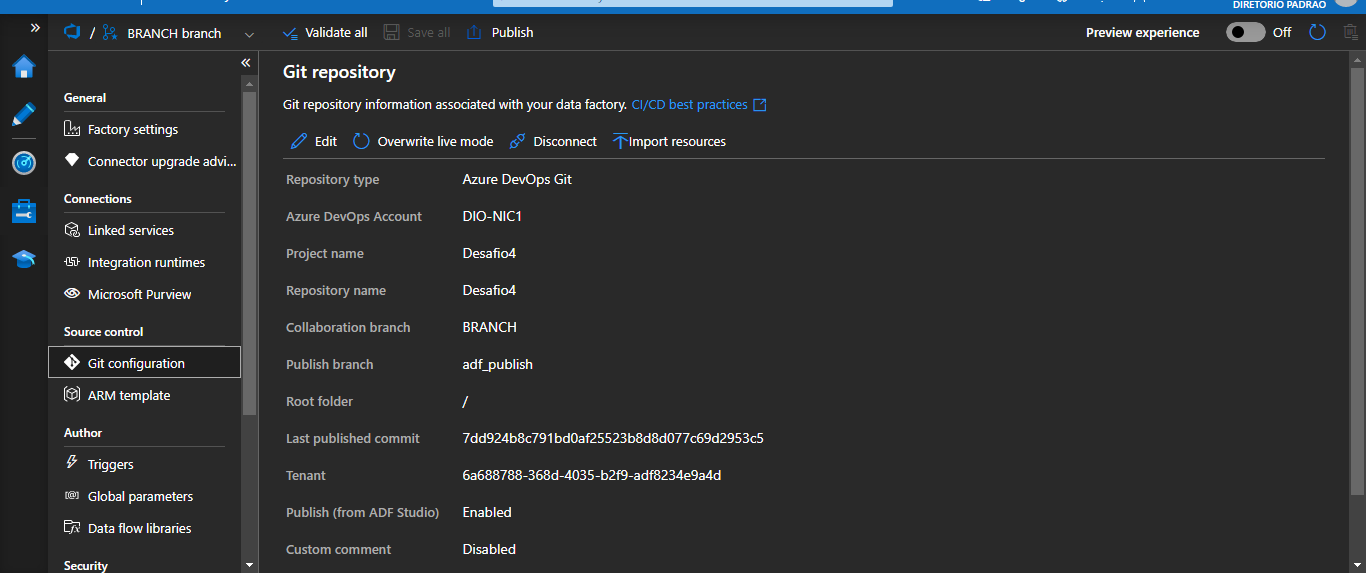 DIRETORIO PADRAO
»
/ BRANCH branch
Validate all
Save all
Publish
Preview experience
Off
«
General
Factory settings
Connector upgrade advi...
Connections
Linked services
Integration runtimes
Microsoft Purview
Source control
Git configuration
ARM template
Author
Triggers
Global parameters
Data flow libraries
Security
Git repository
Git repository information associated with your data factory. CI/CD best practices
Edit Overwrite live mode Disconnect Import resources
Repository type Azure DevOps Git
Azure DevOps Account DIO-NIC1
Project name Desafio4
Repository name Desafio4
Collaboration branch BRANCH
Publish branch adf_publish
Root folder /
Last published commit 7dd924b8c791bd0af25523b8d8d077c69d2953c5
Tenant 6a688788-368d-4035-b2f9-adf8234e9a4d
Publish (from ADF Studio) Enabled
Custom comment Disabled